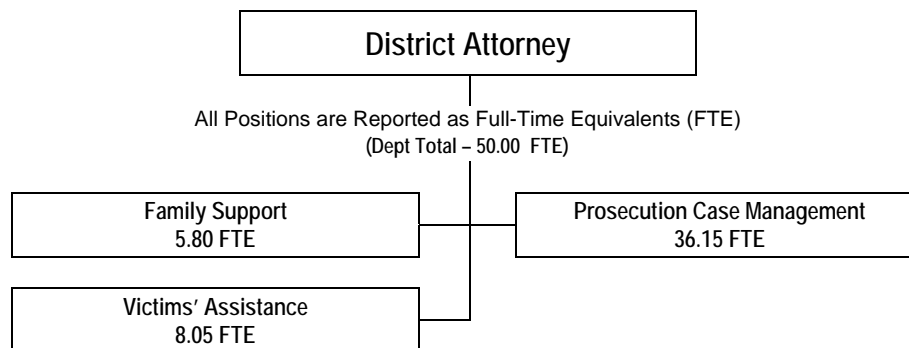 District Attorney
All Positions are Reported as Full-Time Equivalents (FTE)
(Dept Total – 50.00 FTE)
Family Support
5.80 FTE
Prosecution Case Management
36.15 FTE
Victims’ Assistance
8.05 FTE